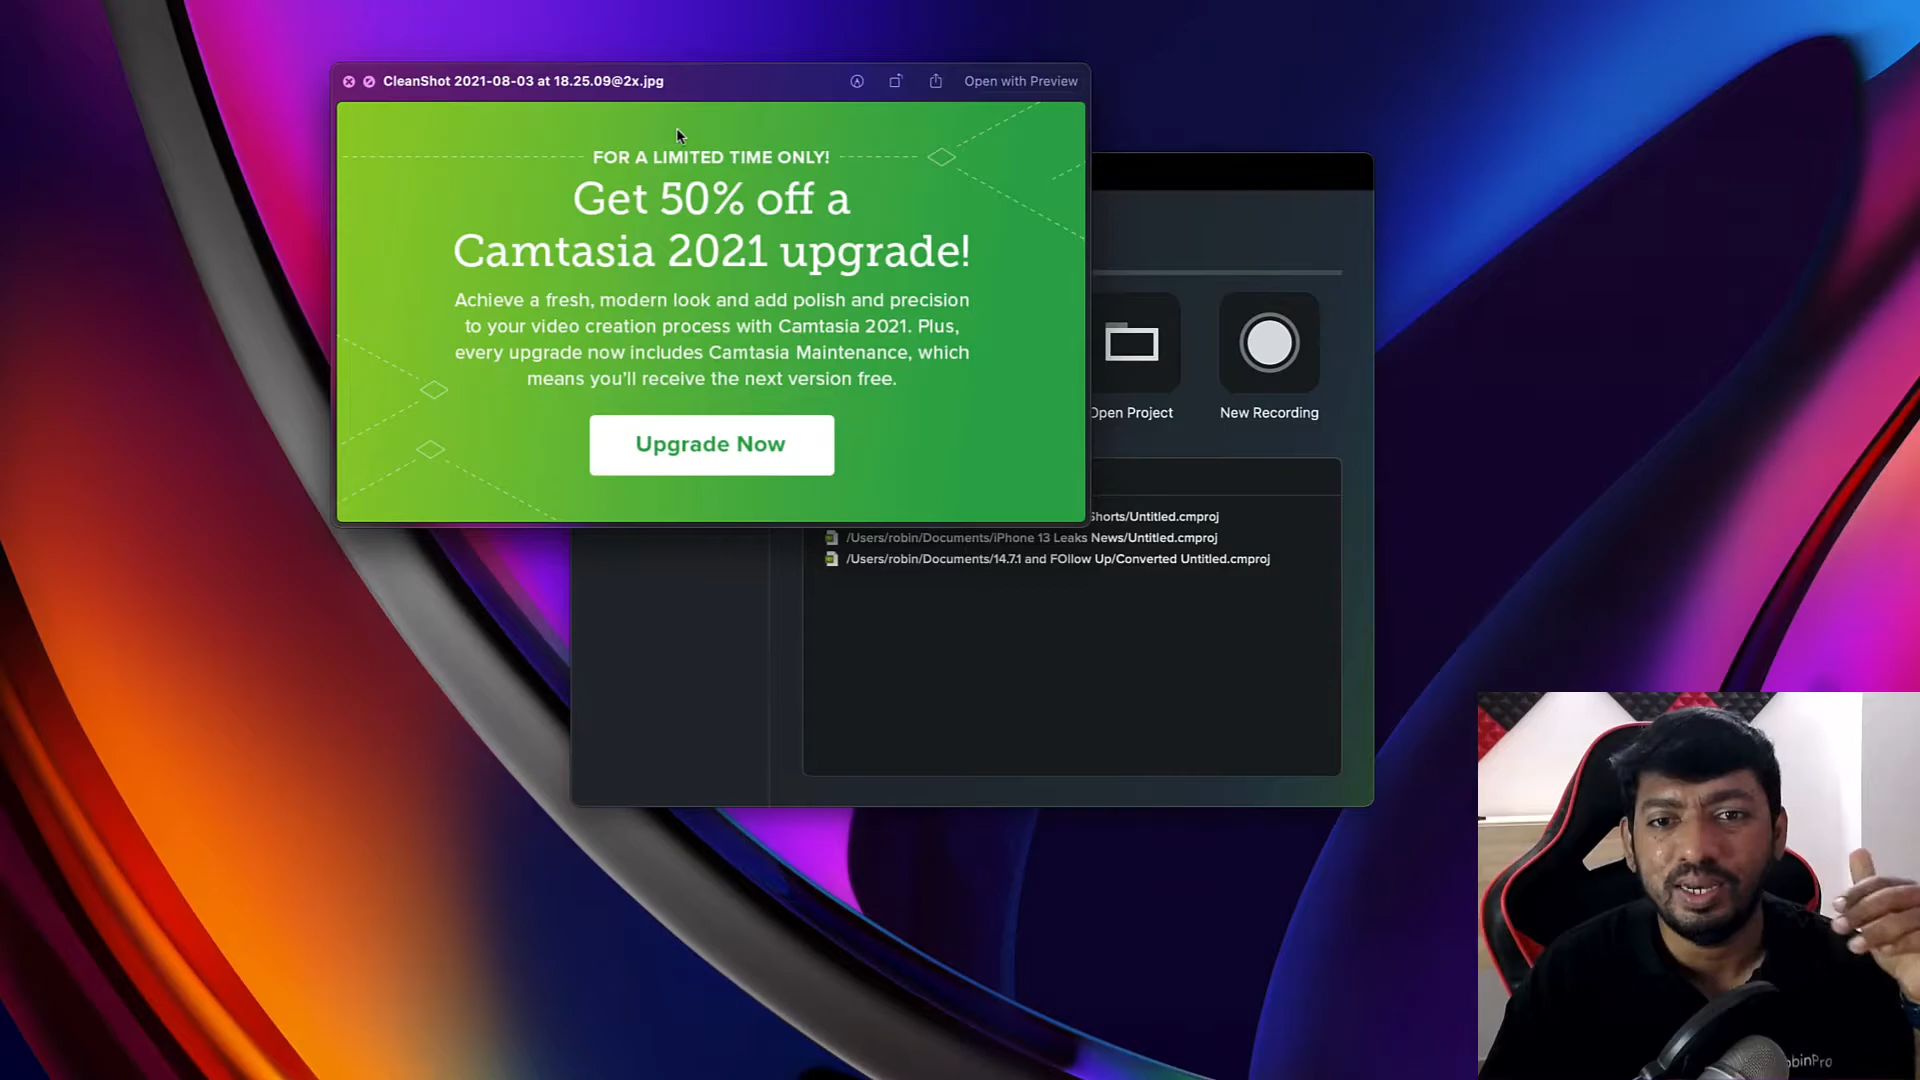 CleanShot 2021-08-03 at 18.25.09@2x.jpg
Open with Preview
FOR A LIMITED TIME ONLY!
Get 50% off a
Camtasia 2021 upgrade!
Achieve a fresh, modern look and add polish and precision
to your video creation process with Camtasia 2021. Plus,
every upgrade now includes Camtasia Maintenance, which
means you'll receive the next version free.
Upgrade Now
Open Project
New Recording
Shorts/Untitled.cmproj
/Users/robin/Documents/iPhone 13 Leaks News/Untitled.cmproj
/Users/robin/Documents/14.7.1 and FOllow Up/Converted Untitled.cmproj
obinPro